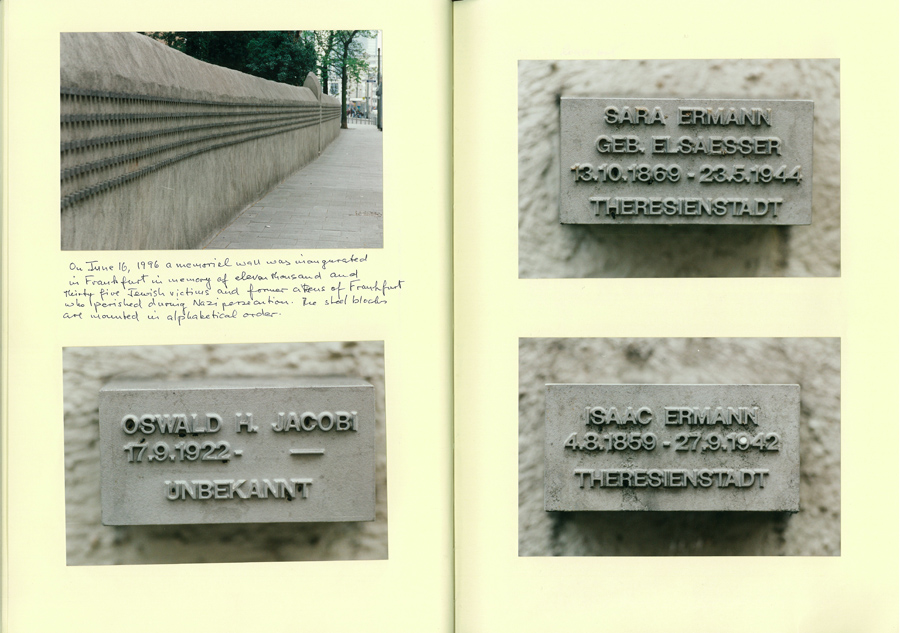 On June 16, 1996 a memorial wall was inaugurated
in Frankfurt in memory of eleven thousand and
thirty five Jewish victims and former citizens of Frankfurt
who perished during Nazi persecution. The steel blocks
are mounted in alphabetical order.
OSWALD H. JACOBI
17.9.1922 - —
UNBEKANNT
SARA ERMANN
GEB. ELSAESSER
13.10.1869 - 23.5.1944
THERESIENSTADT
ISAAC ERMANN
4.8.1859 - 27.9.1942
THERESIENSTADT